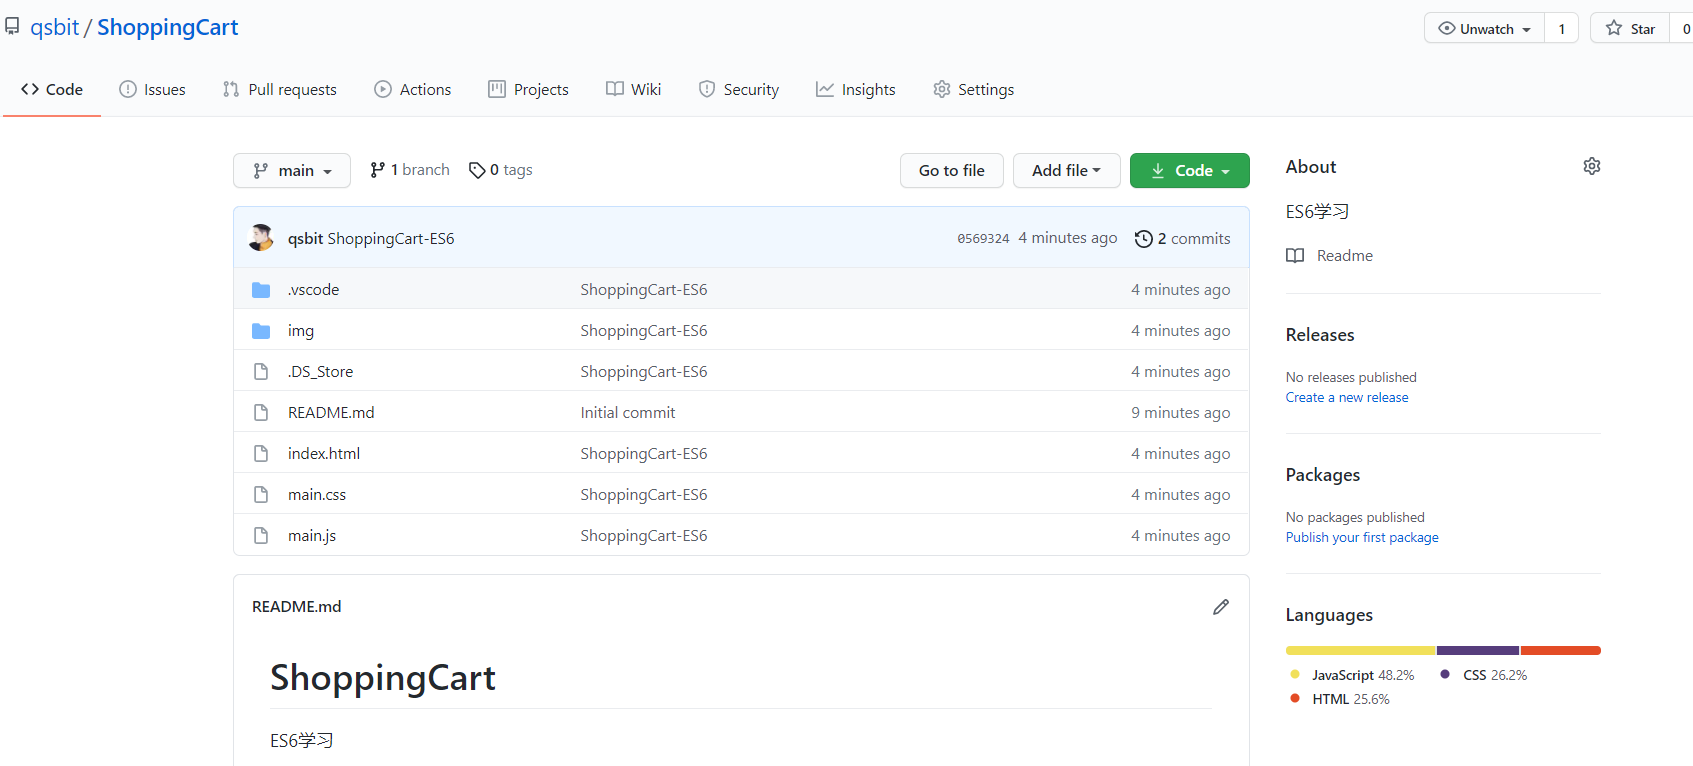 qsbit / ShoppingCart
Unwatch 1 Star 0
Code Issues Pull requests Actions Projects Wiki Security Insights Settings
main 1 branch 0 tags Go to file Add file Code
qsbit ShoppingCart-ES6 0569324 4 minutes ago 2 commits
.vscode ShoppingCart-ES6 4 minutes ago
img ShoppingCart-ES6 4 minutes ago
.DS_Store ShoppingCart-ES6 4 minutes ago
README.md Initial commit 9 minutes ago
index.html ShoppingCart-ES6 4 minutes ago
main.css ShoppingCart-ES6 4 minutes ago
main.js ShoppingCart-ES6 4 minutes ago
README.md
ShoppingCart
ES6学习
About
ES6学习
Readme
Releases
No releases published
Create a new release
Packages
No packages published
Publish your first package
Languages
JavaScript 48.2% CSS 26.2%
HTML 25.6%